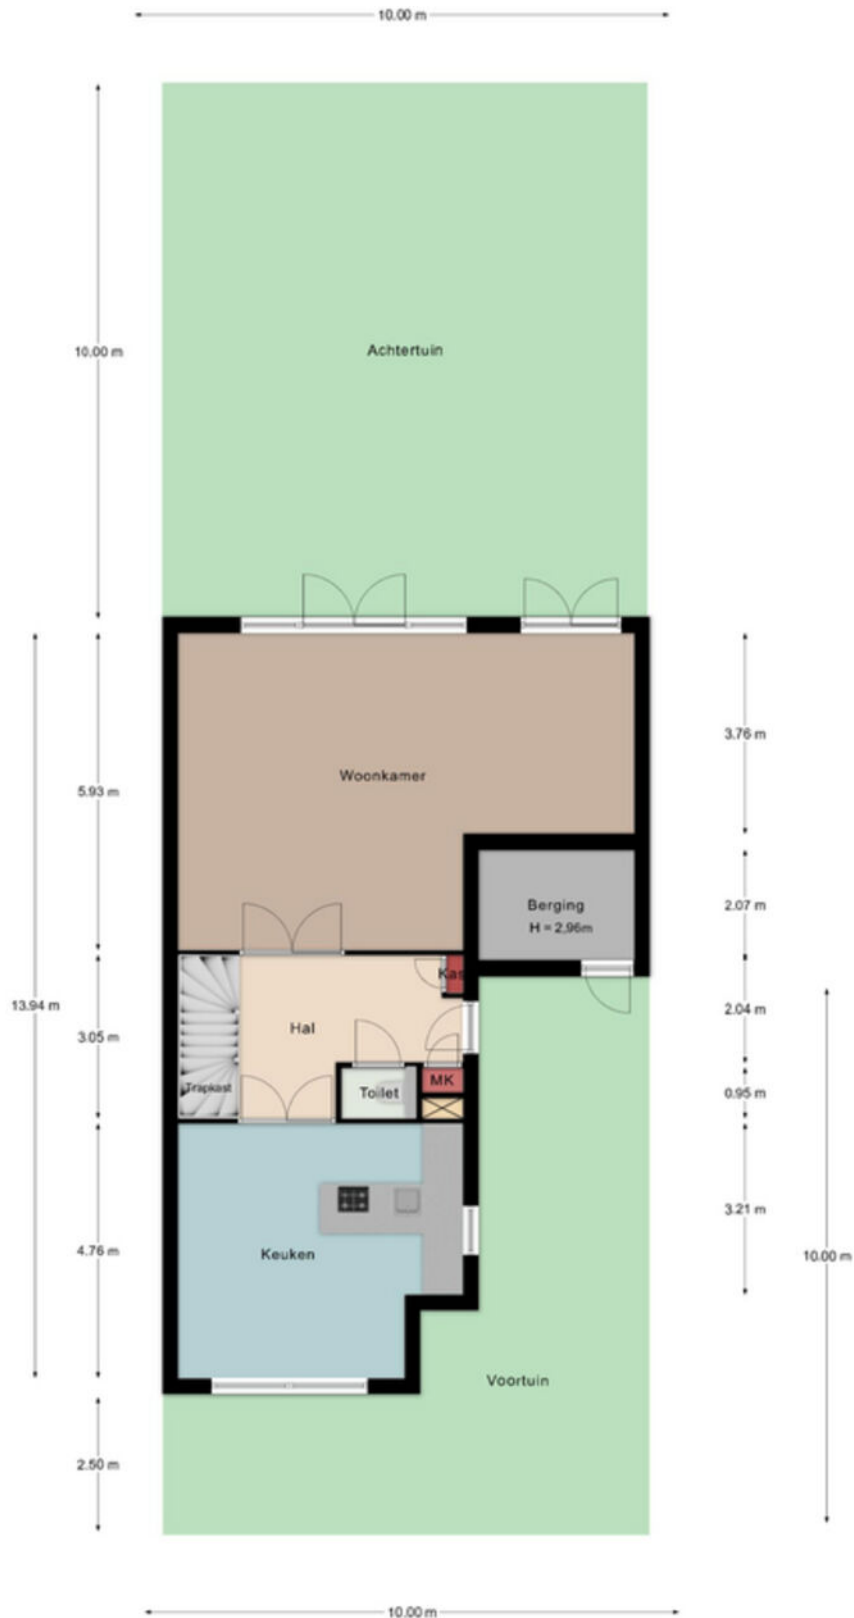 10.00 m
10.00 m
Achtertuin
3.76 m
Woonkamer
5.93 m
Berging
2.07 m
H = 2,96m
Kas
13.94 m
2.04 m
Hal
3.05 m
MK
Trapkast
Toilet
0.95 m
3.21 m
4.76 m
Keuken
10.00 m
Voortuin
2.50 m
10.00 m